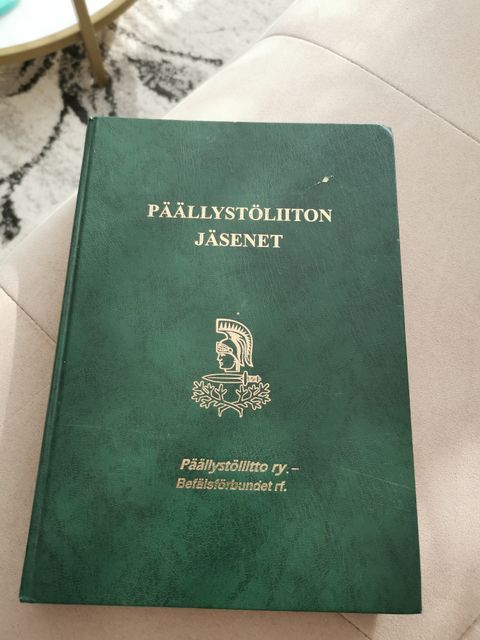 PÄÄLLYSTÖLIITON
JÄSENET
Päällystöliitto ry.–
Befälsförbundet rf.